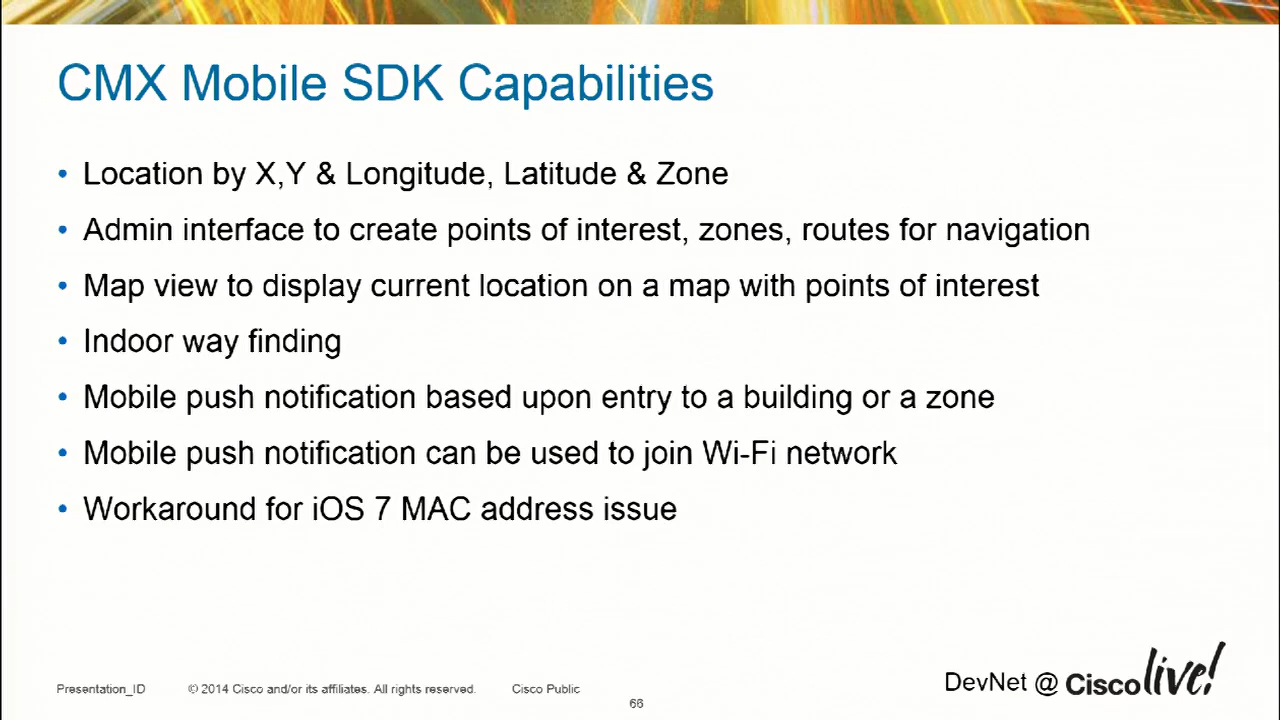 CMX Mobile SDK Capabilities
• Location by X,Y & Longitude, Latitude & Zone
• Admin interface to create points of interest, zones, routes for navigation
• Map view to display current location on a map with points of interest
• Indoor way finding
• Mobile push notification based upon entry to a building or a zone
• Mobile push notification can be used to join Wi-Fi network
• Workaround for iOS 7 MAC address issue
Presentation_ID © 2014 Cisco and/or its affiliates. All rights reserved. Cisco Public
DevNet @ Cisco live!
66